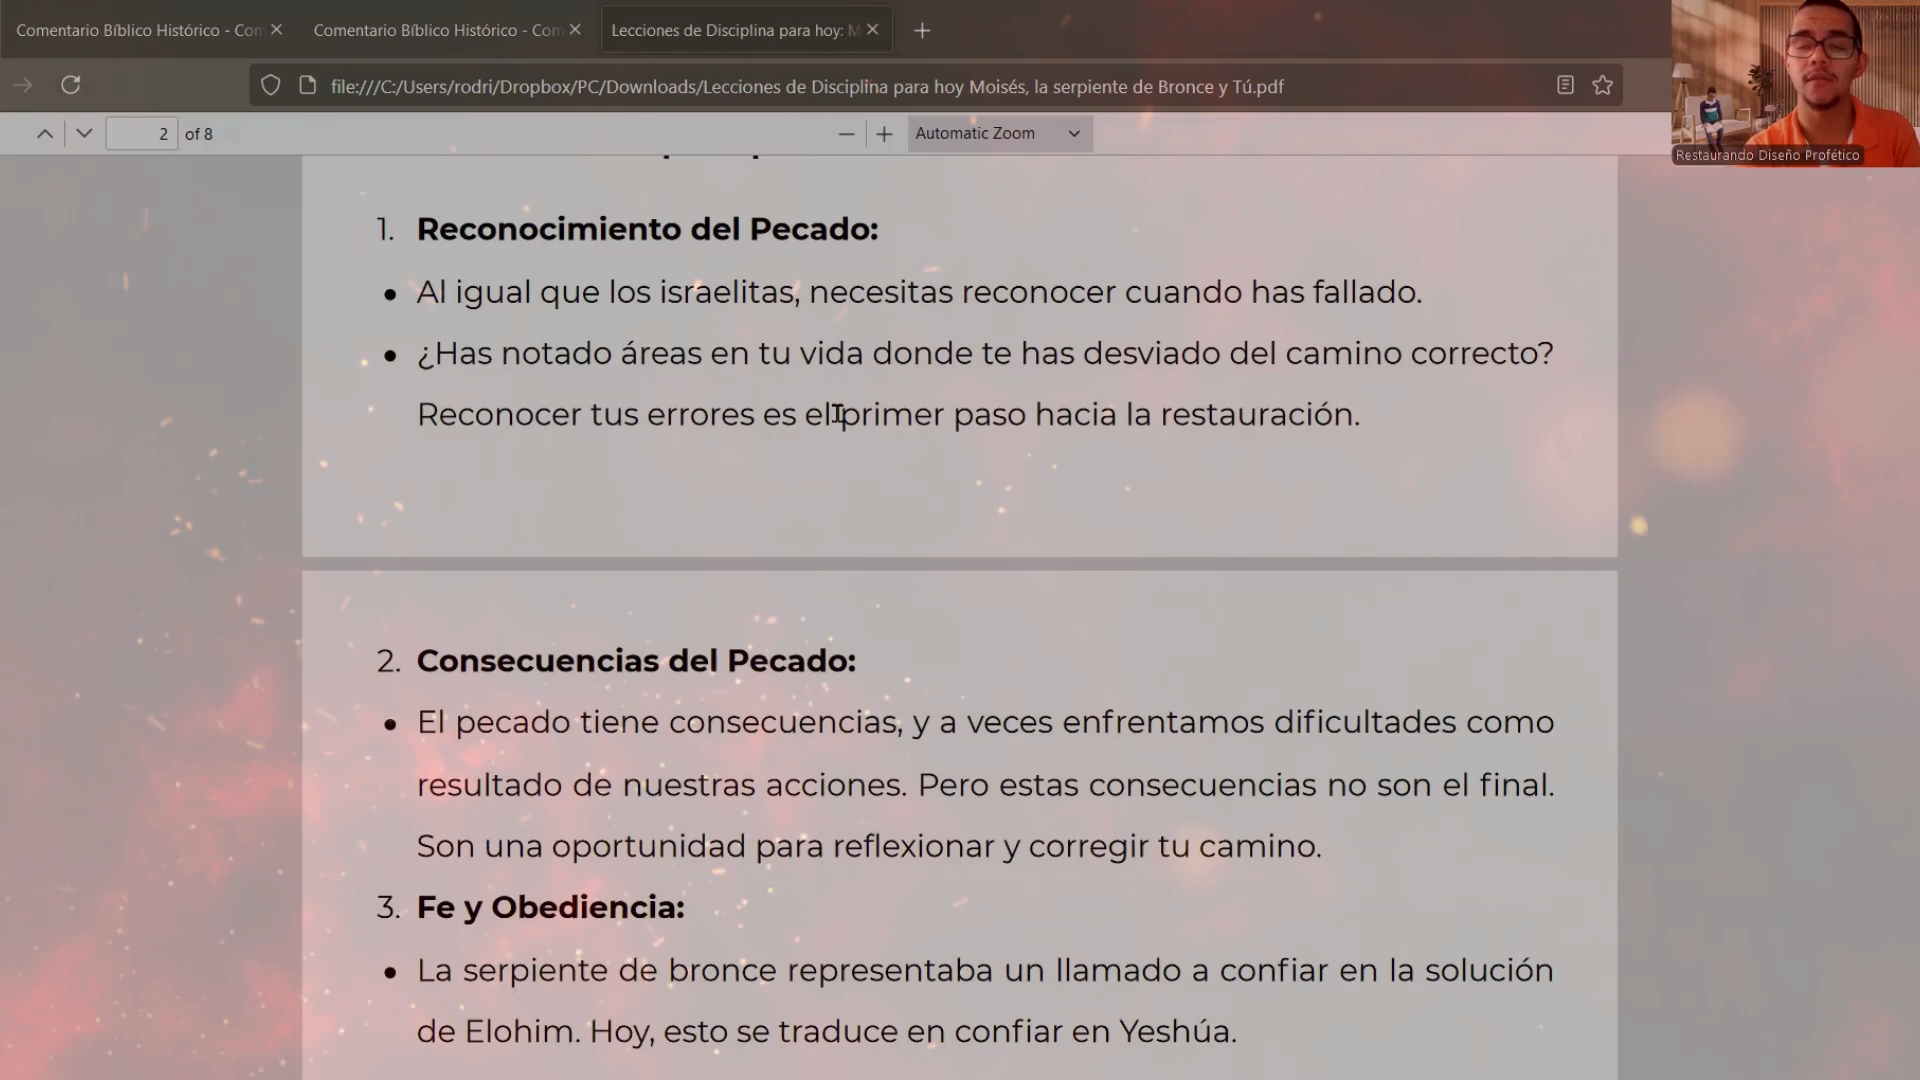 Comentario Bíblico Histórico - Com
Comentario Bíblico Histórico - Com
Lecciones de Disciplina para hoy: M
file:///C:/Users/rodri/Dropbox/PC/Downloads/Lecciones de Disciplina para hoy Moisés, la serpiente de Bronce y Tú.pdf
2 of 8
Automatic Zoom
Restaurando Diseño Profético
1. Reconocimiento del Pecado:
• Al igual que los israelitas, necesitas reconocer cuando has fallado.
• ¿Has notado áreas en tu vida donde te has desviado del camino correcto?
Reconocer tus errores es el primer paso hacia la restauración.
2. Consecuencias del Pecado:
• El pecado tiene consecuencias, y a veces enfrentamos dificultades como
resultado de nuestras acciones. Pero estas consecuencias no son el final.
Son una oportunidad para reflexionar y corregir tu camino.
3. Fe y Obediencia:
• La serpiente de bronce representaba un llamado a confiar en la solución
de Elohim. Hoy, esto se traduce en confiar en Yeshúa.